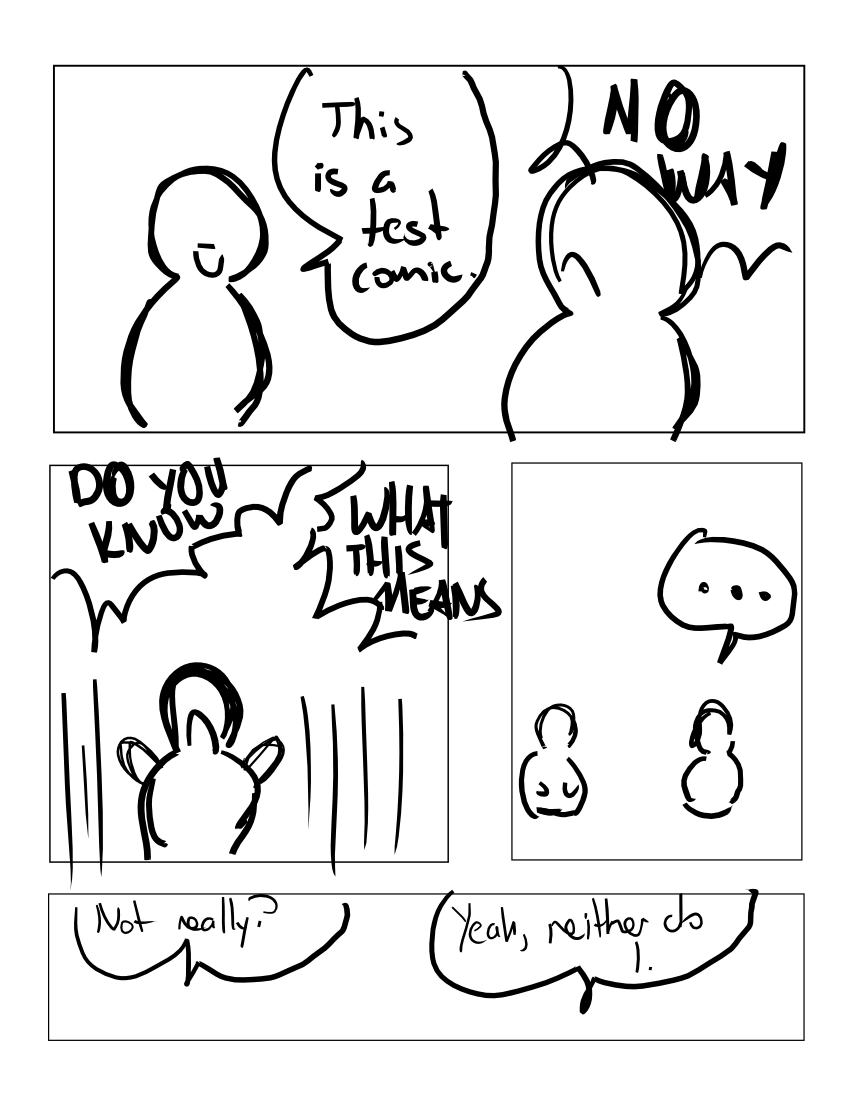 This
is a
test
comic.
NO
WAY
DO YOU
KNOW
WHAT
THIS
MEANS
...
Not really?
Yeah, neither do
I.